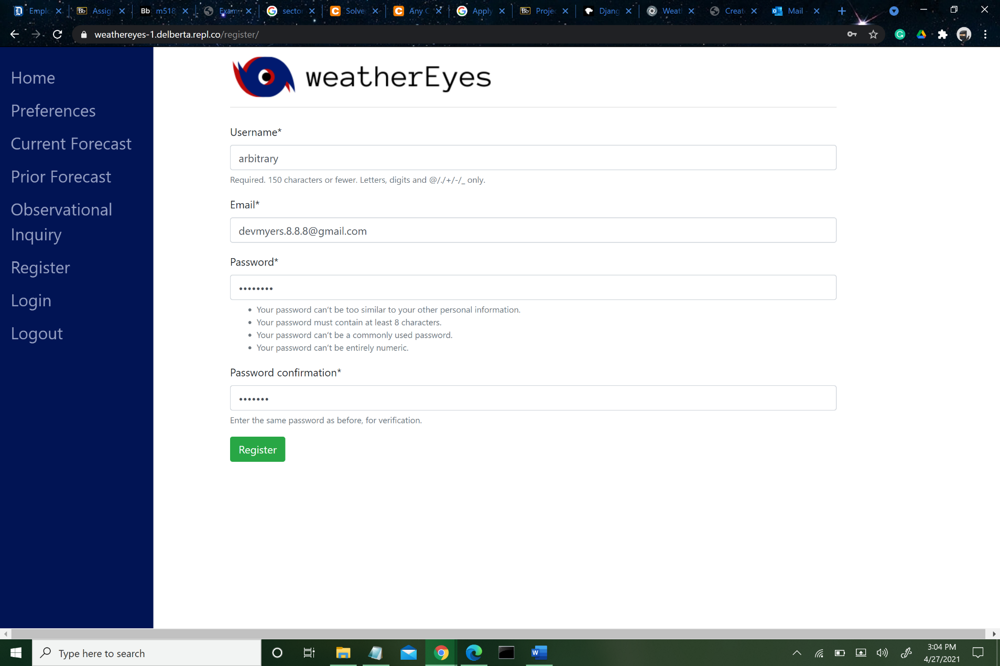 Emplo
Assig
Bb m518
Exam
secto
Solve
Any C
Apply
Projec
Djang
Weat
Create
Mail
weathereyes-1.delberta.repl.co/register/
Home
Preferences
Current Forecast
Prior Forecast
Observational
Inquiry
Register
Login
Logout
weatherEyes
Username*
arbitrary
Required. 150 characters or fewer. Letters, digits and @/./+/-/_ only.
Email*
devmyers.8.8.8@gmail.com
Password*
••••••••
• Your password can't be too similar to your other personal information.
• Your password must contain at least 8 characters.
• Your password can't be a commonly used password.
• Your password can't be entirely numeric.
Password confirmation*
•••••••
Enter the same password as before, for verification.
Register
Type here to search
3:04 PM
4/27/2021